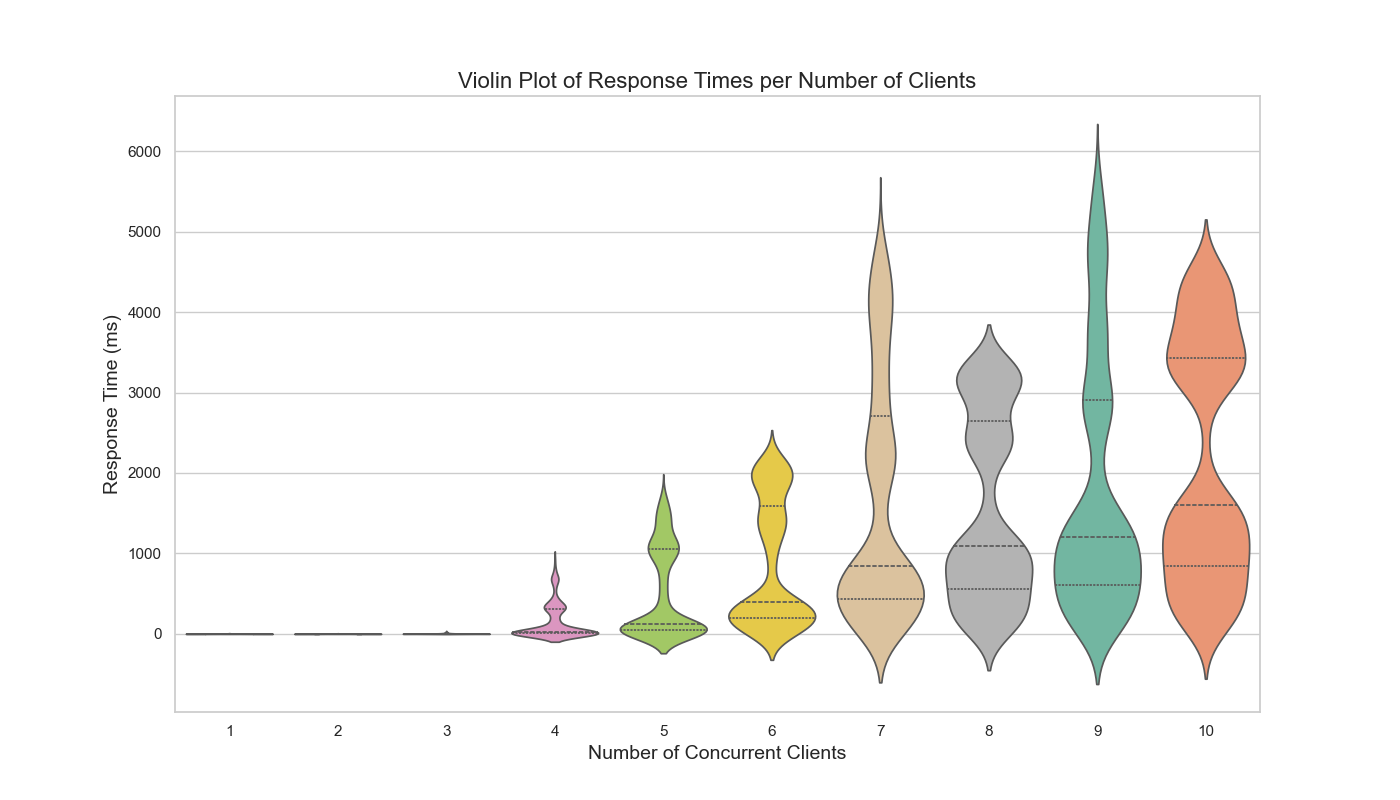 Violin Plot of Response Times per Number of Clients
6000
5000
4000
3000
2000
1000
0
Response Time (ms)
1 2 3 4 5 6 7 8 9 10
Number of Concurrent Clients